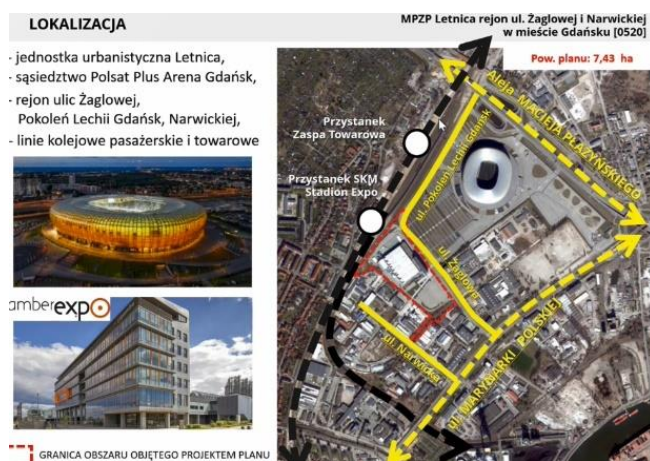 LOKALIZACJA
MPZP Letnica rejon ul. Żaglowej i Narwickiej
w mieście Gdańsku [0520]
Pow. planu: 7,43 ha
- jednostka urbanistyczna Letnica,
- sąsiedztwo Polsat Plus Arena Gdańsk,
- rejon ulic Żaglowej,
Pokoleń Lechii Gdańsk, Narwickiej,
- linie kolejowe pasażerskie i towarowe
Przystanek
Zaspa Towarowa
Przystanek SKM
Stadion Expo
Aleja MACIEJA PŁAŻYŃSKIEGO
ul. Pokoleń Lechii Gdańsk
ul. Żaglowa
ul. Narwicka
ul. MARYNARKI POLSKIEJ
amberexpo
GRANICA OBSZARU OBJĘTEGO PROJEKTEM PLANU